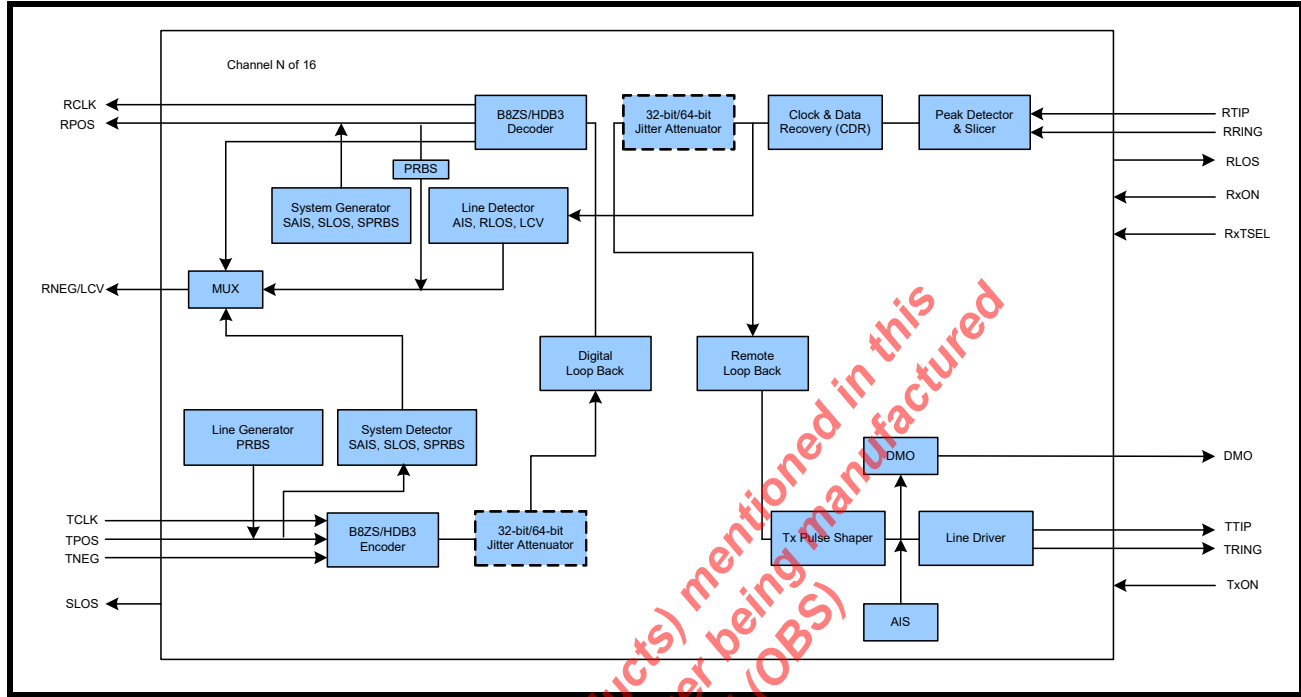 Channel N of 16
RCLK
RPOS
B8ZS/HDB3
Decoder
32-bit/64-bit
Jitter Attenuator
Clock & Data
Recovery (CDR)
Peak Detector
& Slicer
RTIP
RRING
RLOS
RxON
RxTSEL
PRBS
System Generator
SAIS, SLOS, SPRBS
Line Detector
AIS, RLOS, LCV
RNEG/LCV
MUX
Digital
Loop Back
Remote
Loop Back
Line Generator
PRBS
System Detector
SAIS, SLOS, SPRBS
DMO
DMO
TCLK
TPOS
TNEG
B8ZS/HDB3
Encoder
32-bit/64-bit
Jitter Attenuator
Tx Pulse Shaper
Line Driver
TTIP
TRING
TxON
SLOS
AIS
mentioned in this
being manufactured
(OBS)